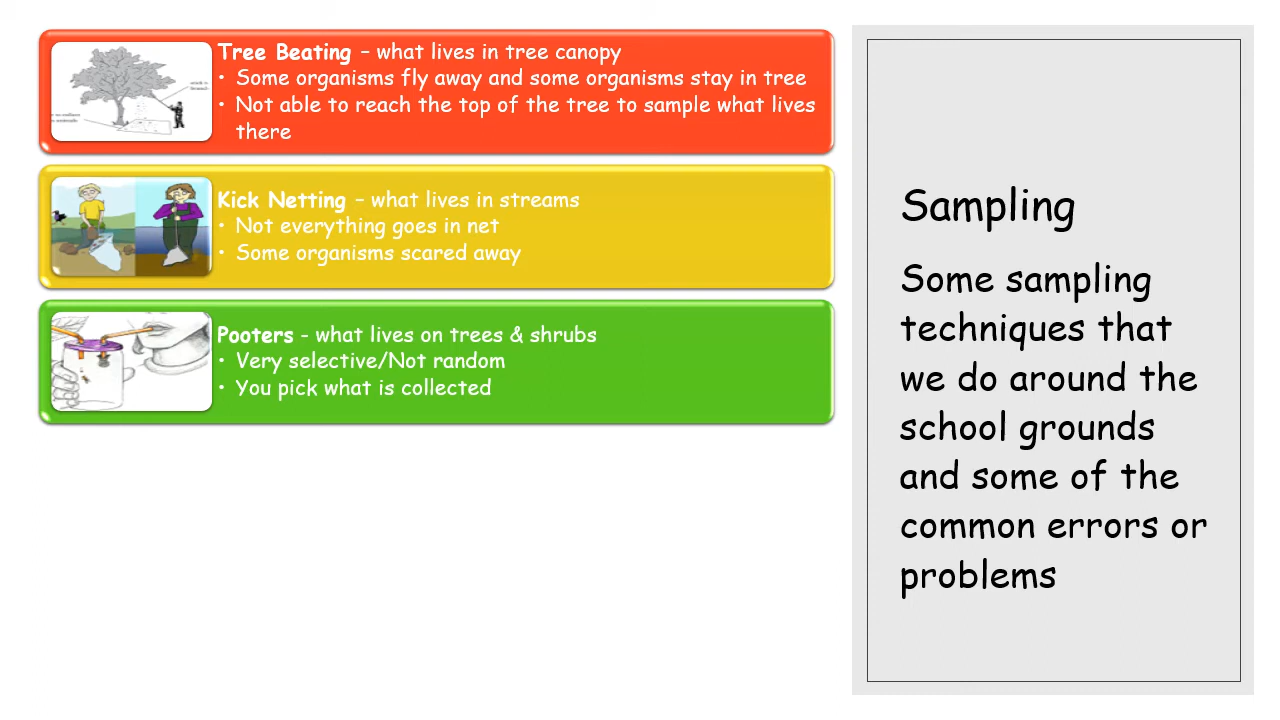 Tree Beating – what lives in tree canopy
• Some organisms fly away and some organisms stay in tree
• Not able to reach the top of the tree to sample what lives
there
Kick Netting – what lives in streams
• Not everything goes in net
• Some organisms scared away
Pooters - what lives on trees & shrubs
• Very selective/Not random
• You pick what is collected
Sampling
Some sampling
techniques that
we do around the
school grounds
and some of the
common errors or
problems